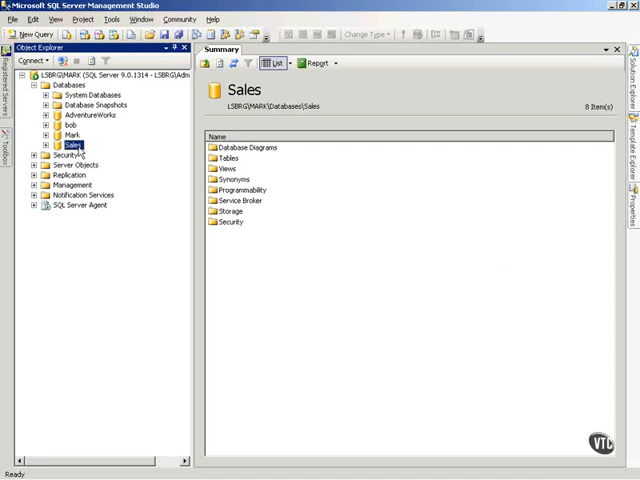 Microsoft SQL Server Management Studio
File Edit View Project Tools Window Community Help
New Query
Change Type
Object Explorer
Connect
LSBRG\MARK (SQL Server 9.0.1314 - LSBRG\Adm
Databases
System Databases
Database Snapshots
AdventureWorks
bob
Mark
Sales
Security
Server Objects
Replication
Management
Notification Services
SQL Server Agent
Registered Servers
Toolbox
Summary
List
Report
Sales
LSBRG\MARK\Databases\Sales
8 Item(s)
Name
Database Diagrams
Tables
Views
Synonyms
Programmability
Service Broker
Storage
Security
Solution Explorer
Template Explorer
Properties
VTC
Ready